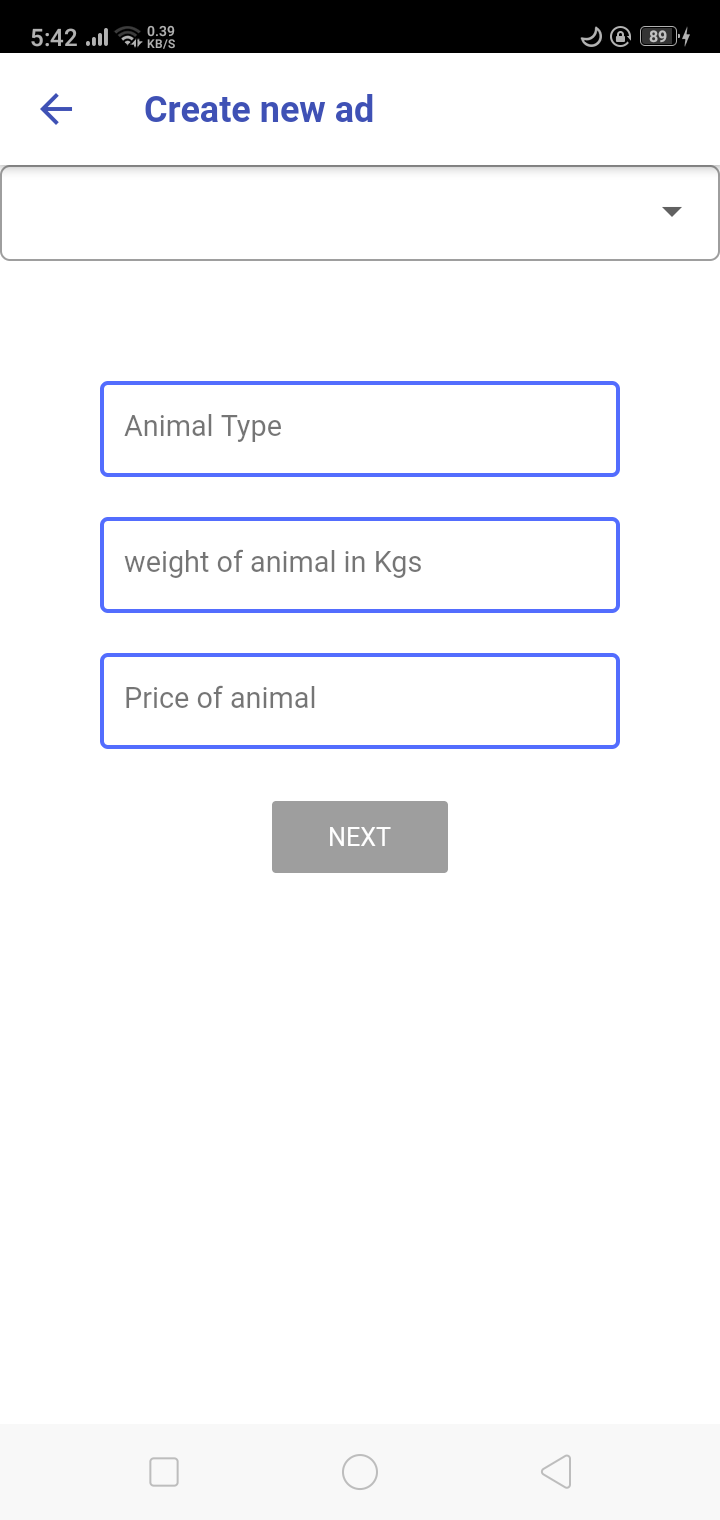 5:42 0.39 KB/S 89
Create new ad
Animal Type
weight of animal in Kgs
Price of animal
NEXT